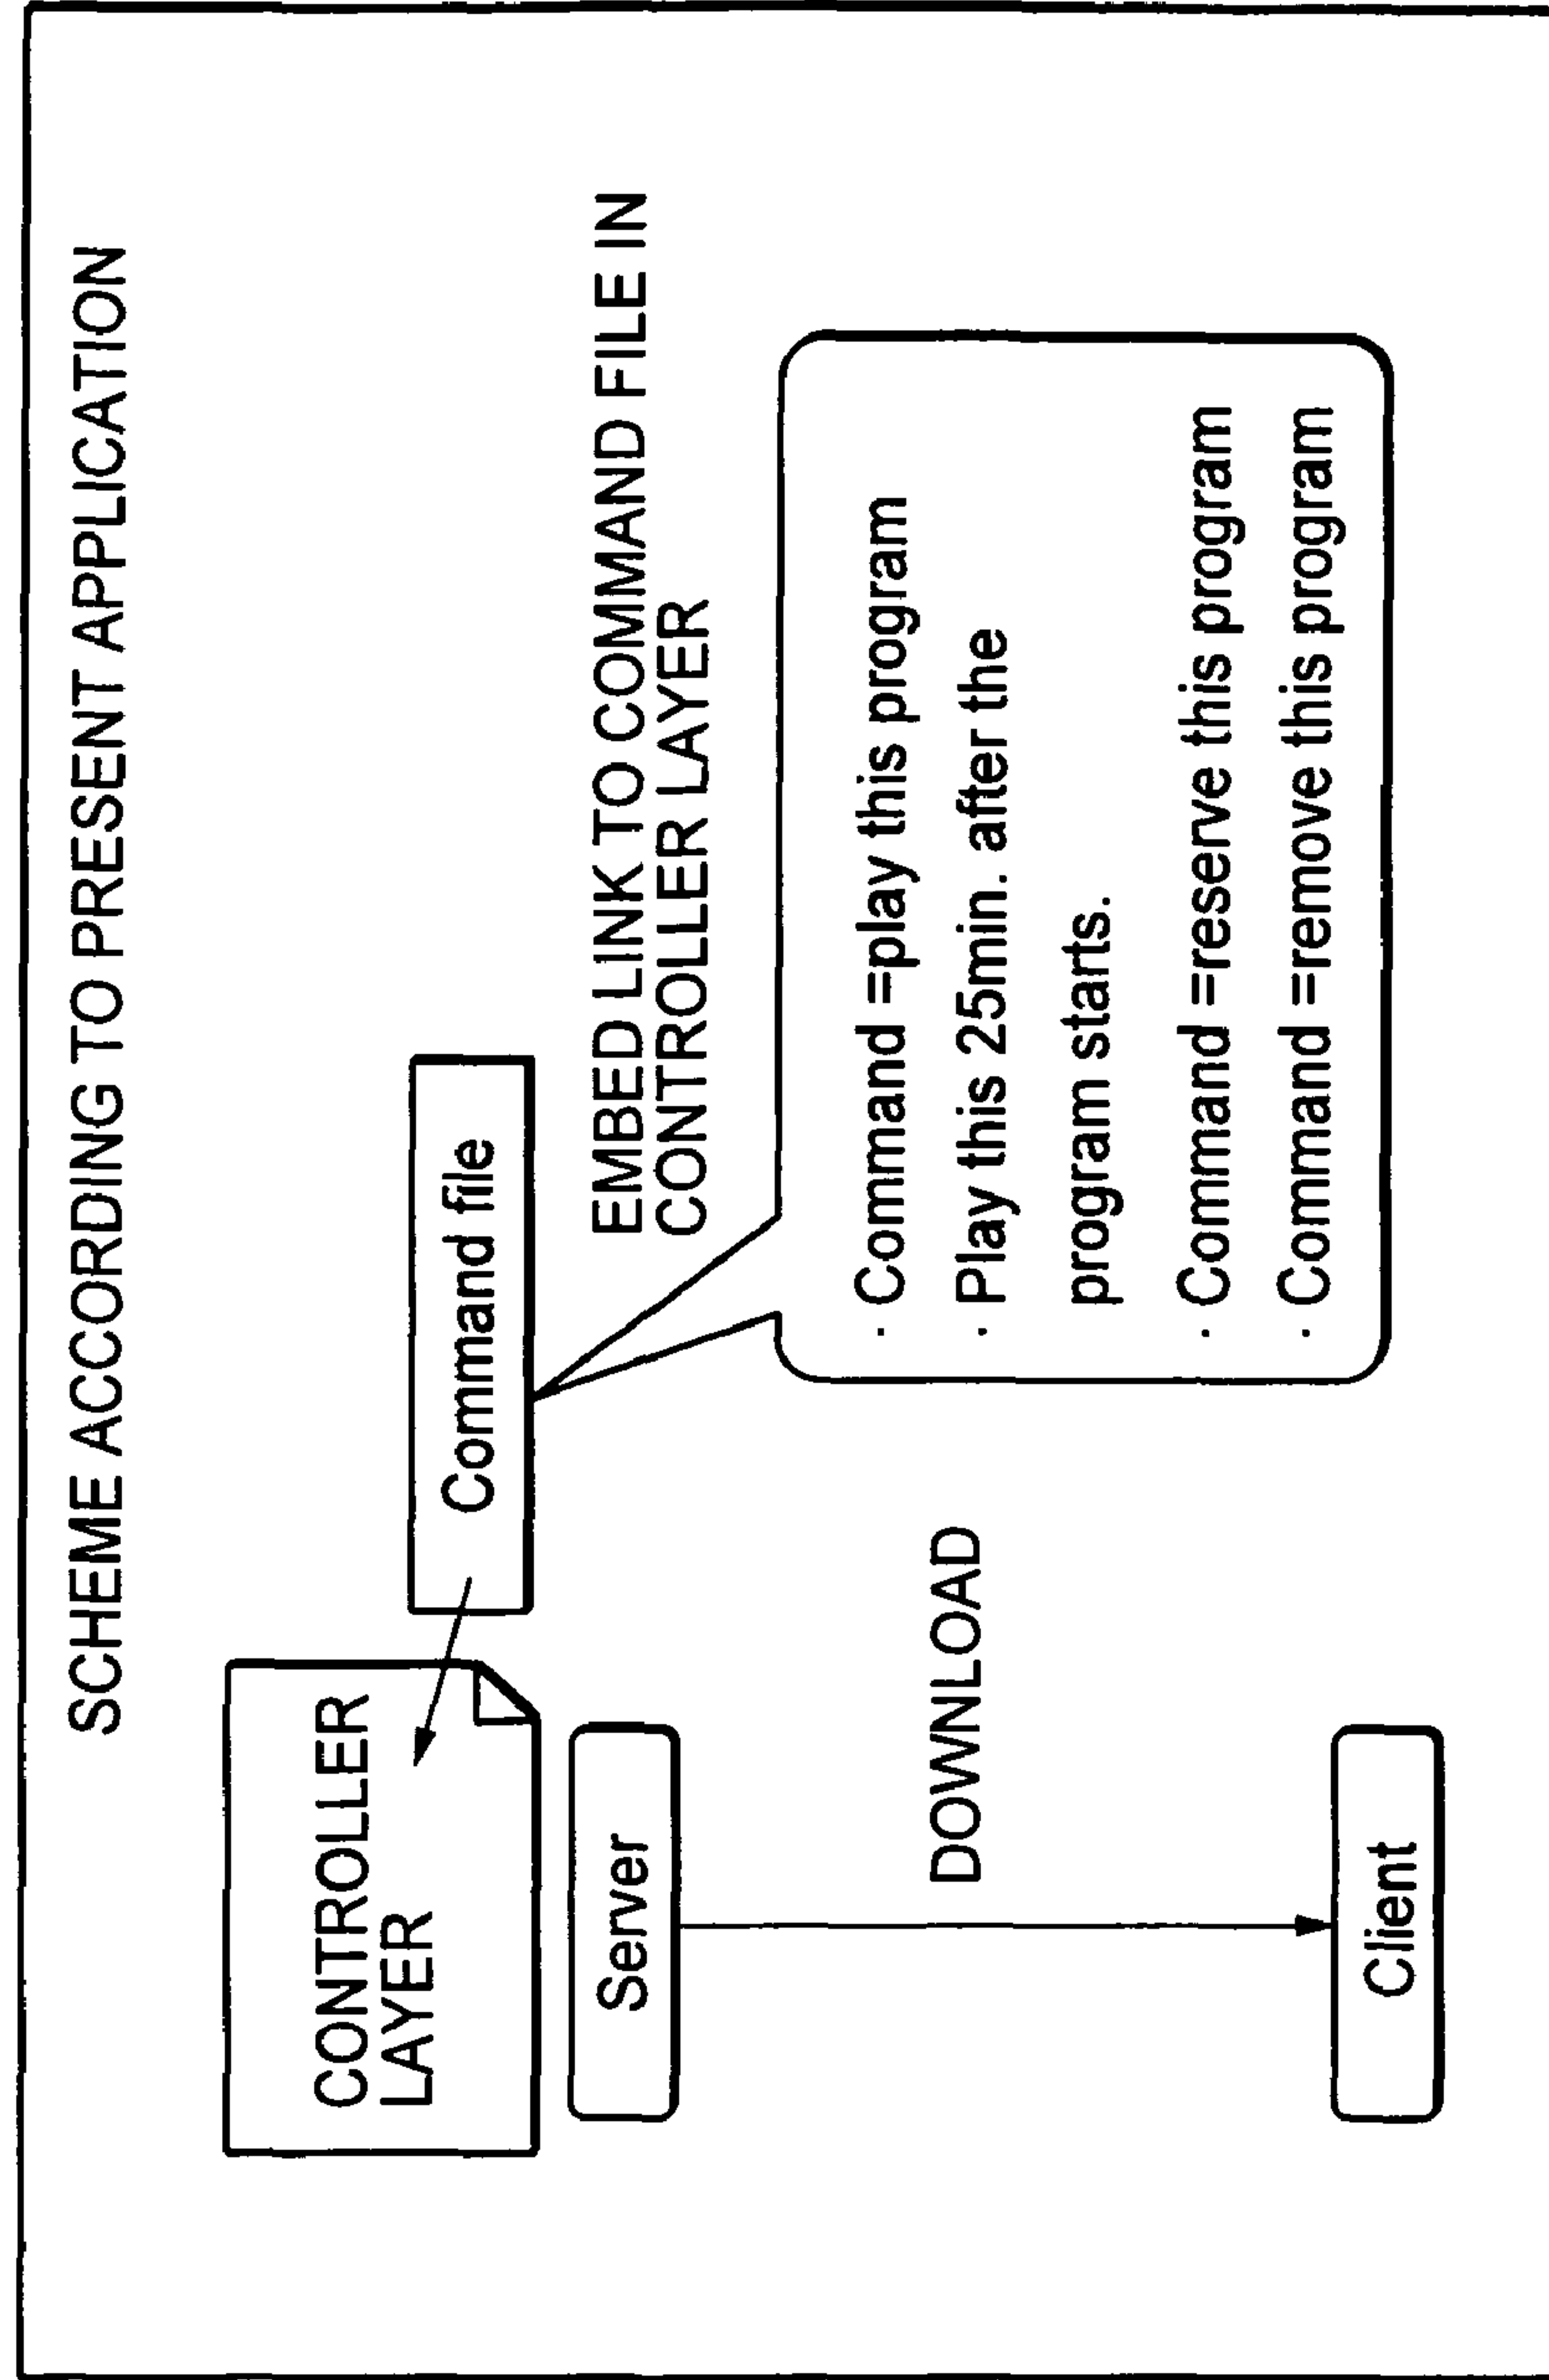 SCHEME ACCORDING TO PRESENT APPLICATION
CONTROLLER
LAYER
Command file
Server
EMBED LINK TO COMMAND FILE IN
CONTROLLER LAYER
DOWNLOAD
· Command =play this program
· Play this 25min. after the
program starts.
· Command =reserve this program
· Command =remove this program
Client